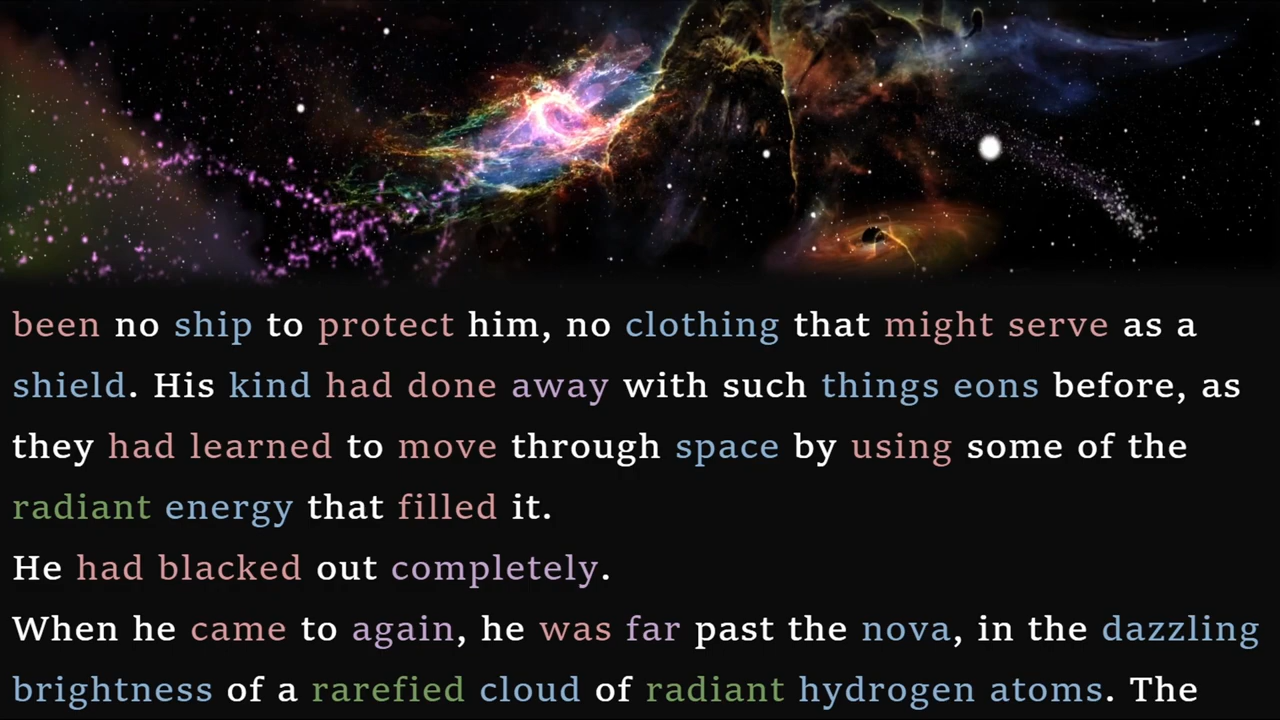 been no ship to protect him, no clothing that might serve as a
shield. His kind had done away with such things eons before, as
they had learned to move through space by using some of the
radiant energy that filled it.
He had blacked out completely.
When he came to again, he was far past the nova, in the dazzling
brightness of a rarefied cloud of radiant hydrogen atoms. The